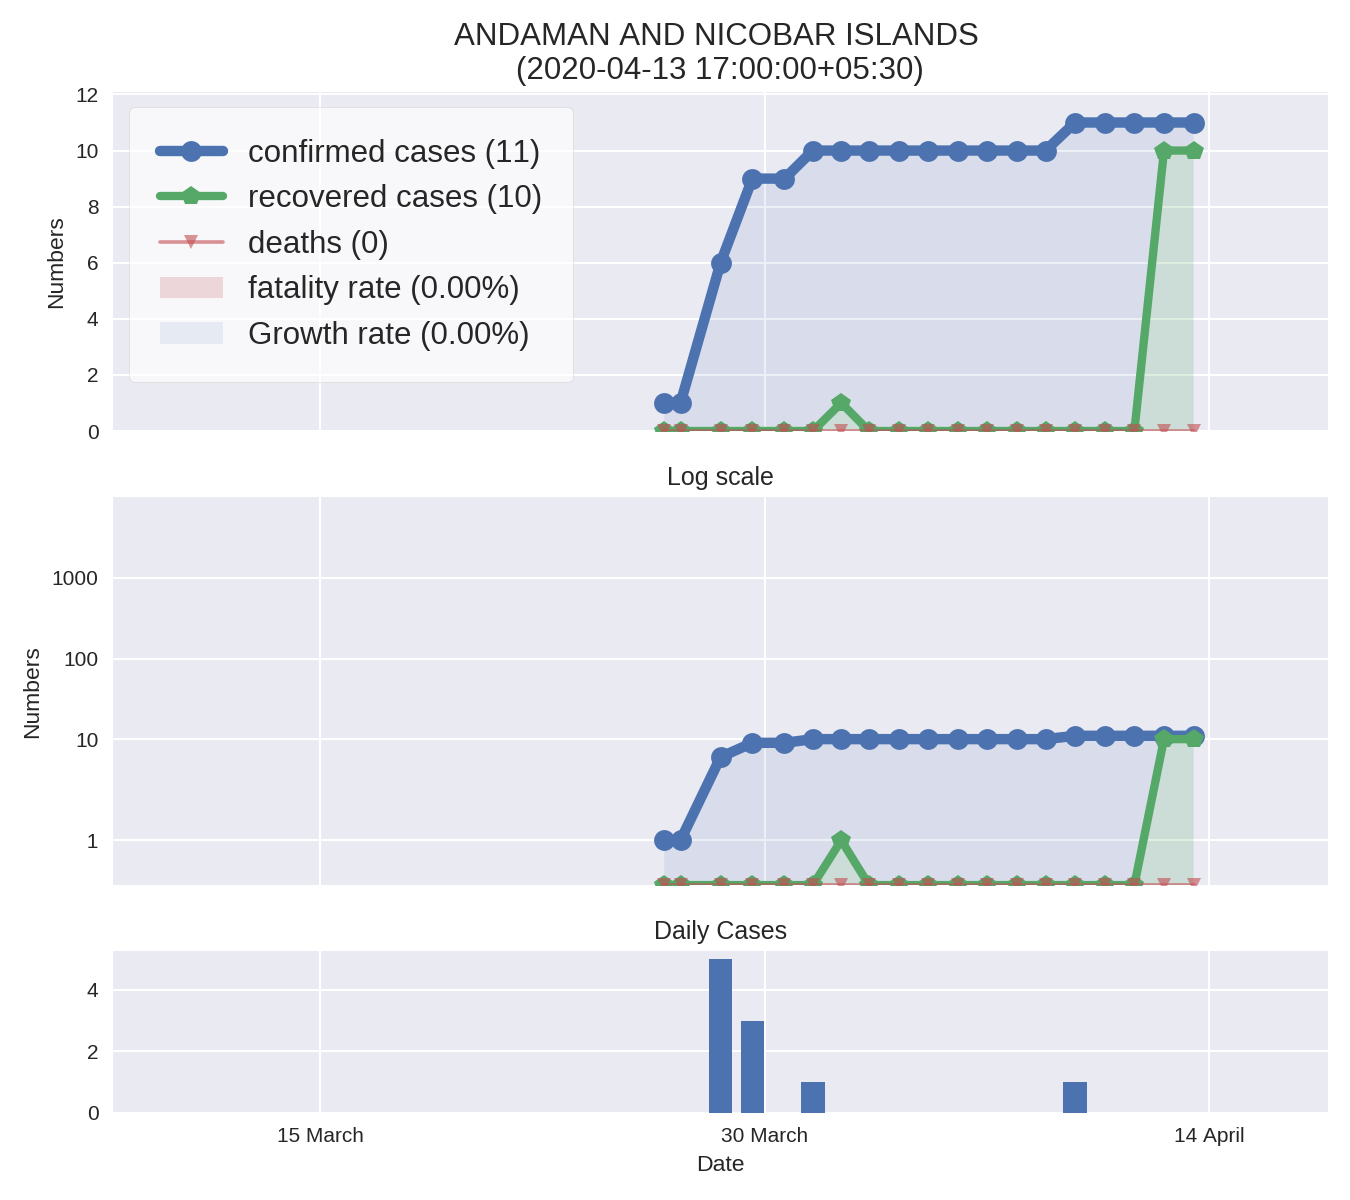 ANDAMAN AND NICOBAR ISLANDS
(2020-04-13 17:00:00+05:30)
12
10
8
6
4
2
0
Numbers
confirmed cases (11)
recovered cases (10)
deaths (0)
fatality rate (0.00%)
Growth rate (0.00%)
Log scale
1000
100
10
1
Numbers
Daily Cases
4
2
0
15 March
30 March
14 April
Date